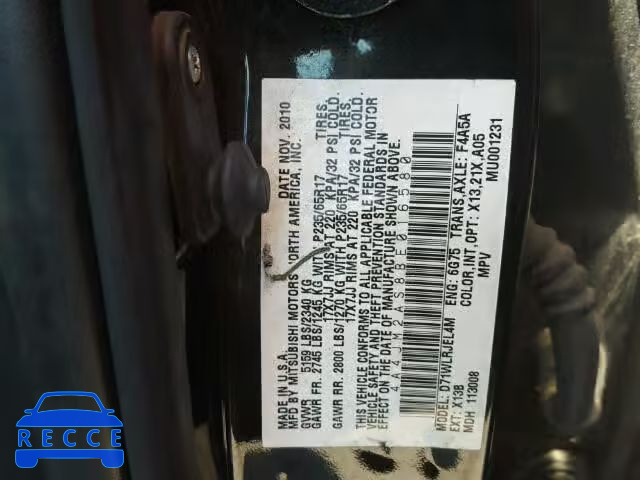 MADE IN U.S.A. DATE NOV. 2010
MFD BY MITSUBISHI MOTORS NORTH AMERICA, INC.
GVWR 5159 LBS/2340 KG
GAWR FR. 2745 LBS/1245 KG WITH P235/65R17 TIRES,
17X7JJ RIMS AT 220 KPA/32 PSI COLD.
GAWR RR. 2800 LBS/1270 KG WITH P235/65R17 TIRES,
17X7JJ RIMS AT 220 KPA/32 PSI COLD.
THIS VEHICLE CONFORMS TO ALL APPLICABLE FEDERAL MOTOR
VEHICLE SAFETY AND THEFT PREVENTION STANDARDS IN
EFFECT ON THE DATE OF MANUFACTURE SHOWN ABOVE.
4A4JM2AS8BE016580
MODEL: D71WLRJEL4M ENG: 6G75 TRANS,AXLE: F4A5A
EXT: X13B COLOR,INT,OPT: X13,21X,A05
MDH 113008 MPV MU001231
RECCE